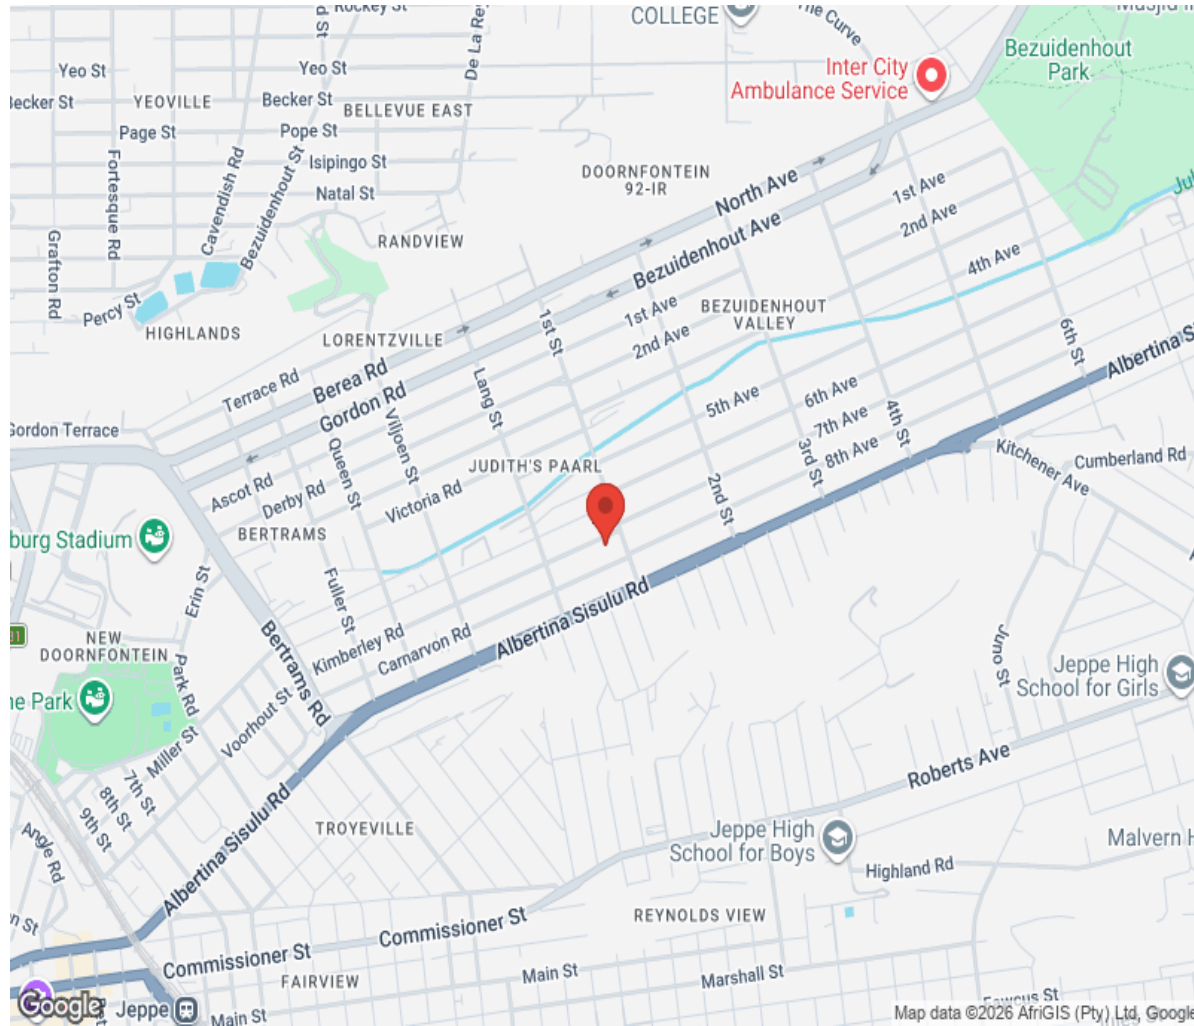 Rockey St
COLLEGE
The Curve
De La Rey
Yeo St
Yeo St
Becker St
YEOVILLE
Becker St
BELLEVUE EAST
Page St
Pope St
Isipingo St
Natal St
Fortesque Rd
Cavendish Rd
Bezuidenhout St
Grafton Rd
Percy St
HIGHLANDS
RANDVIEW
LORENTZVILLE
Inter City
Ambulance Service
Bezuidenhout
Park
DOORNFONTEIN
92-IR
North Ave
Bezuidenhout Ave
1st Ave
2nd Ave
4th Ave
1st Ave
2nd Ave
BEZUIDENHOUT
VALLEY
1st St
6th St
Albertina S
Terrace Rd
Berea Rd
Gordon Rd
Gordon Terrace
Lang St
Viljoen St
Queen St
5th Ave
6th Ave
7th Ave
8th Ave
4th St
3rd St
2nd St
Kitchener Ave
Cumberland Rd
JUDITH'S PAARL
Ascot Rd
Derby Rd
Victoria Rd
BERTRAMS
burg Stadium
Erin St
Fuller St
NEW
DOORNFONTEIN
Bertrams Rd
Kimberley Rd
Carnarvon Rd
Albertina Sisulu Rd
Juno St
Jeppe High
School for Girls
ne Park
Park Rd
Miller St
Voorhout St
7th St
8th St
9th St
Angle Rd
Albertina Sisulu Rd
TROYEVILLE
Roberts Ave
Jeppe High
School for Boys
Highland Rd
Malvern H
REYNOLDS VIEW
Commissioner St
Commissioner St
FAIRVIEW
Main St
Marshall St
Fawcus St
Jeppe
Main St
Google
Map data ©2026 AfriGIS (Pty) Ltd, Google